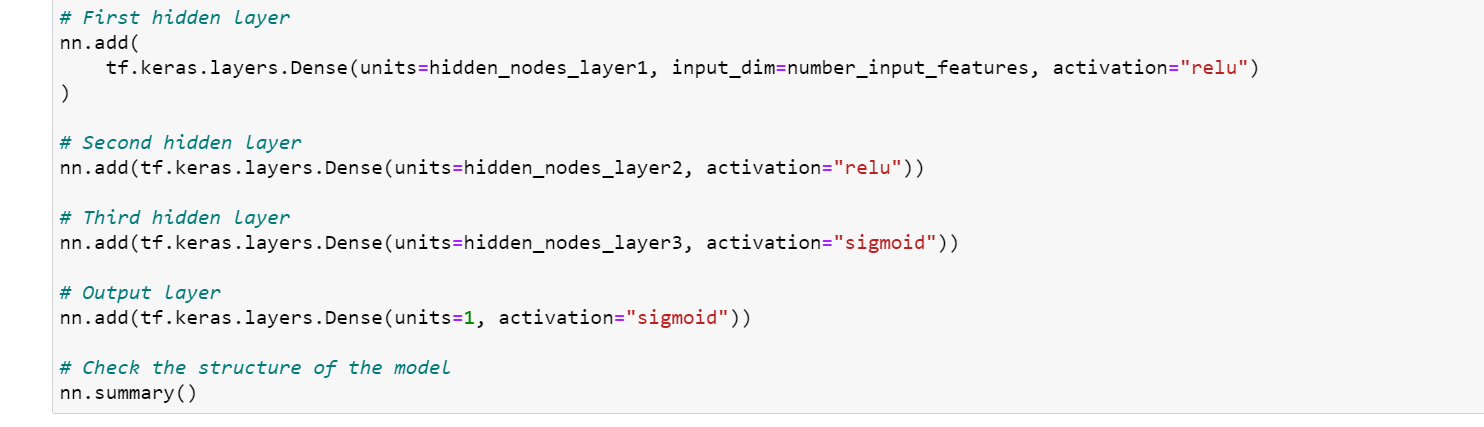 # First hidden layer
nn.add(
    tf.keras.layers.Dense(units=hidden_nodes_layer1, input_dim=number_input_features, activation="relu")
)
# Second hidden layer
nn.add(tf.keras.layers.Dense(units=hidden_nodes_layer2, activation="relu"))
# Third hidden layer
nn.add(tf.keras.layers.Dense(units=hidden_nodes_layer3, activation="sigmoid"))
# Output layer
nn.add(tf.keras.layers.Dense(units=1, activation="sigmoid"))
# Check the structure of the model
nn.summary()